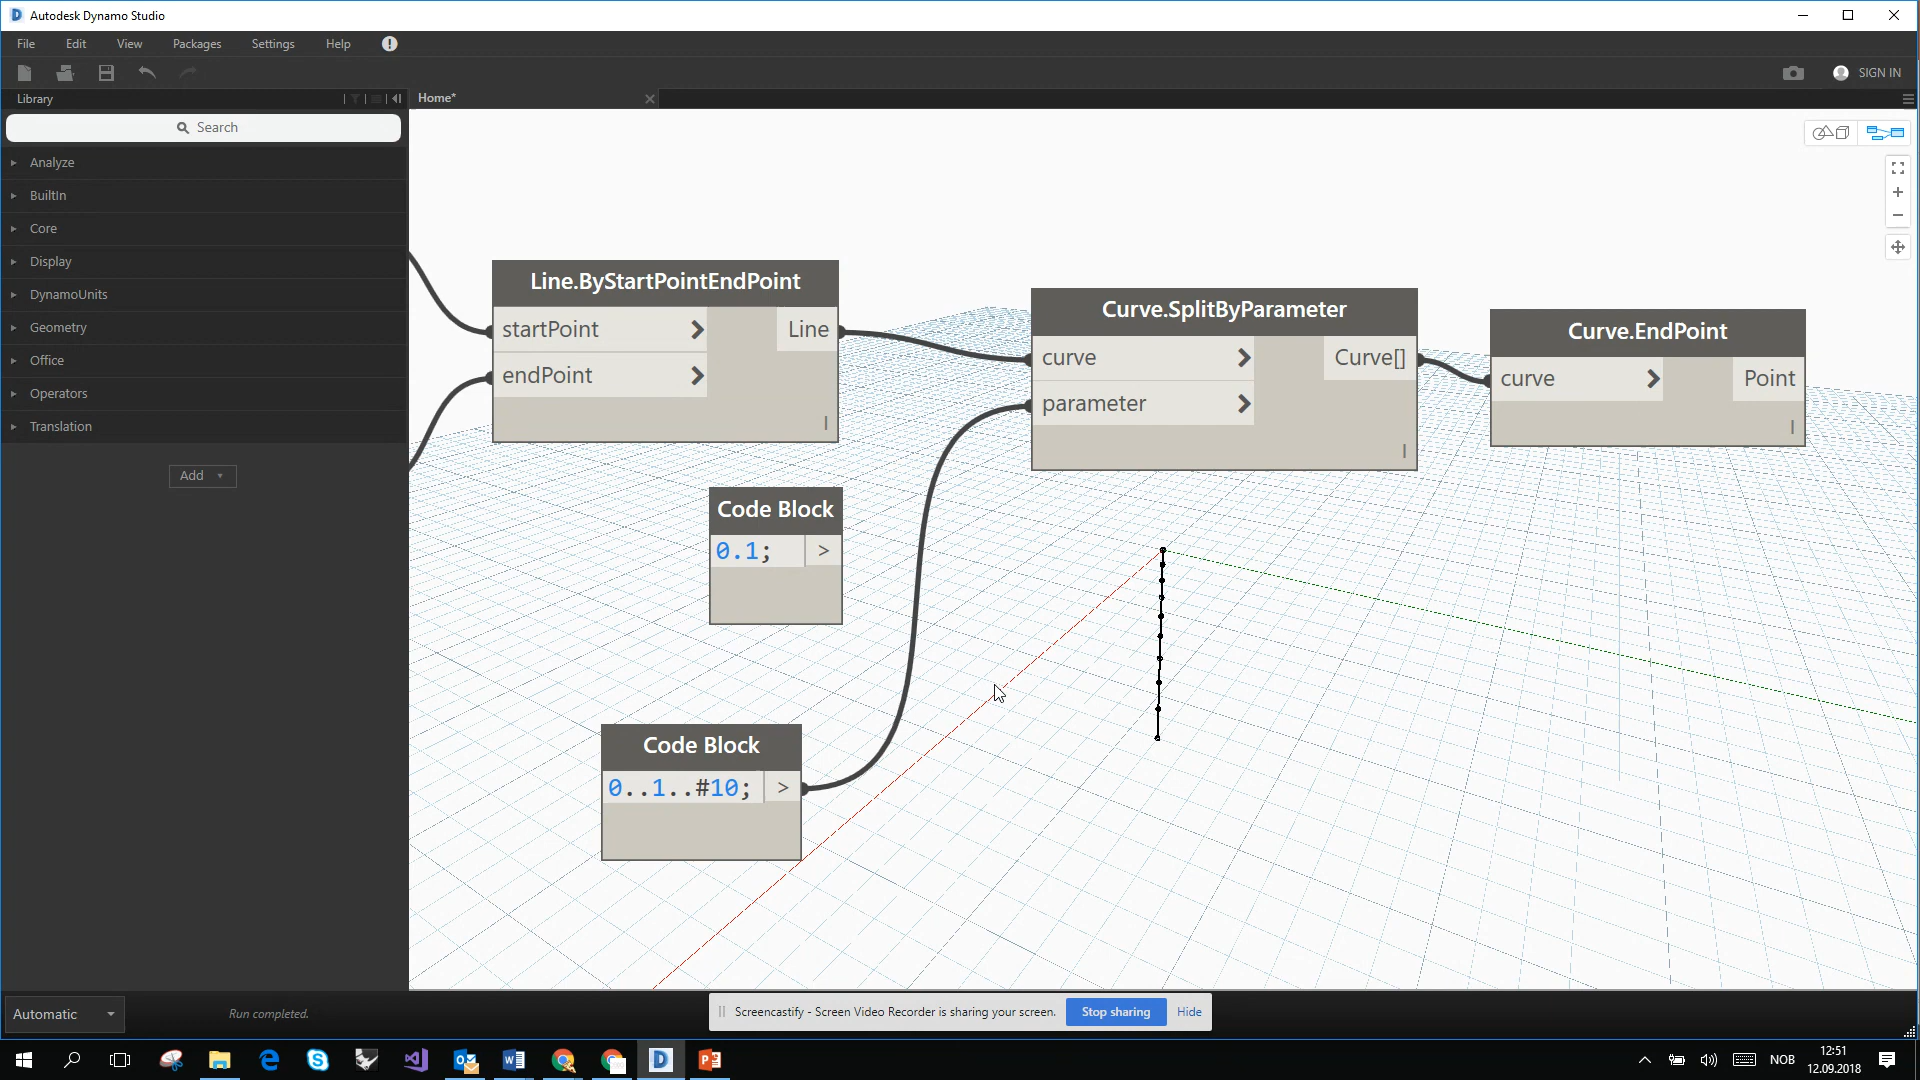 Autodesk Dynamo Studio
File Edit View Packages Settings Help
SIGN IN
Library
Home*
Search
Analyze
BuiltIn
Core
Display
DynamoUnits
Geometry
Office
Operators
Translation
Add
Line.ByStartPointEndPoint
startPoint > Line
endPoint >
Curve.SplitByParameter
curve > Curve[]
parameter >
Curve.EndPoint
curve > Point
Code Block
0.1; >
Code Block
0..1..#10; >
Automatic
Run completed.
Screencastify - Screen Video Recorder is sharing your screen. Stop sharing Hide
NOB
12:51
12.09.2018